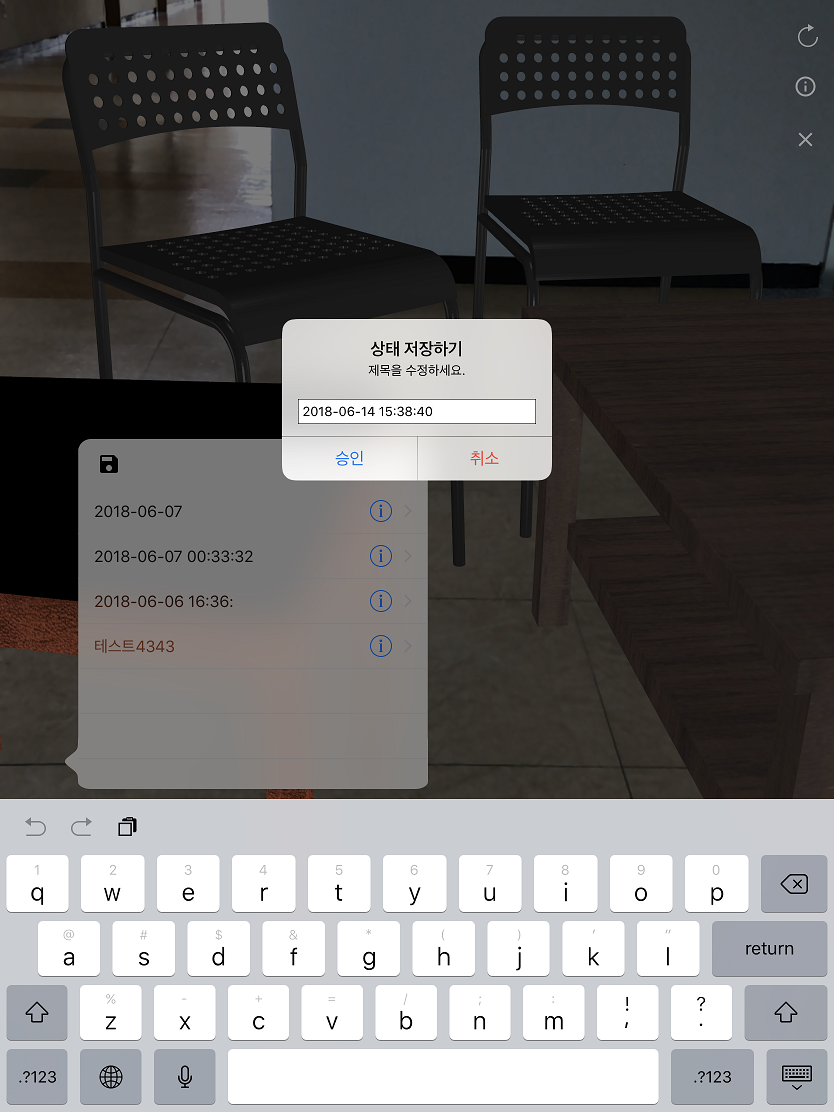 상태 저장하기
제목을 수정하세요.
2018-06-14 15:38:40
승인 취소
2018-06-07
2018-06-07 00:33:32
2018-06-06 16:36:
테스트4343
1 2 3 4 5 6 7 8 9 0
q w e r t y u i o p
@ # $ & * ( ) ' "
a s d f g h j k l return
% - + = / ; : ! ?
z x c v b n m , .
.?123 .?123